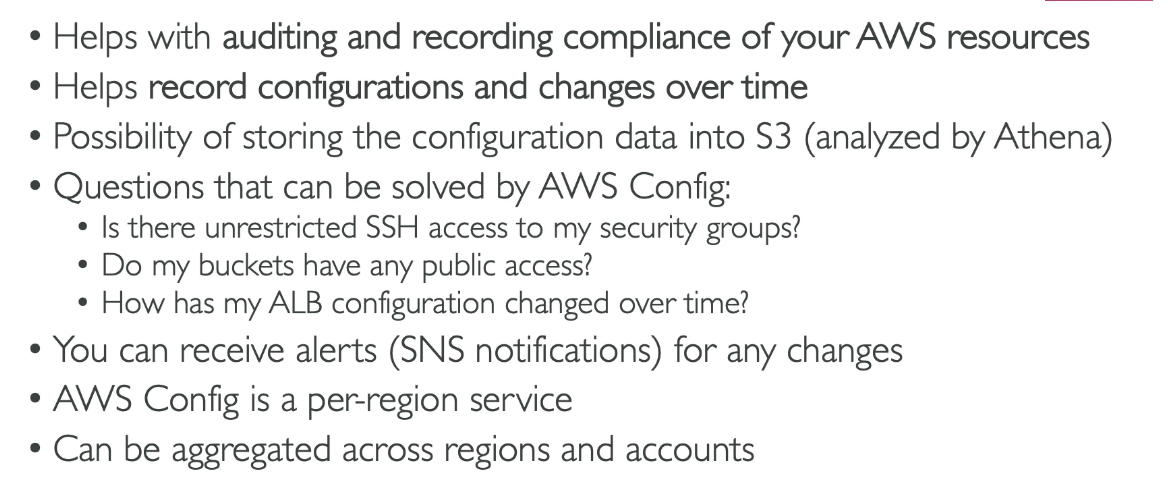 • Helps with auditing and recording compliance of your AWS resources
• Helps record configurations and changes over time
• Possibility of storing the configuration data into S3 (analyzed by Athena)
• Questions that can be solved by AWS Config:
• Is there unrestricted SSH access to my security groups?
• Do my buckets have any public access?
• How has my ALB configuration changed over time?
• You can receive alerts (SNS notifications) for any changes
• AWS Config is a per-region service
• Can be aggregated across regions and accounts